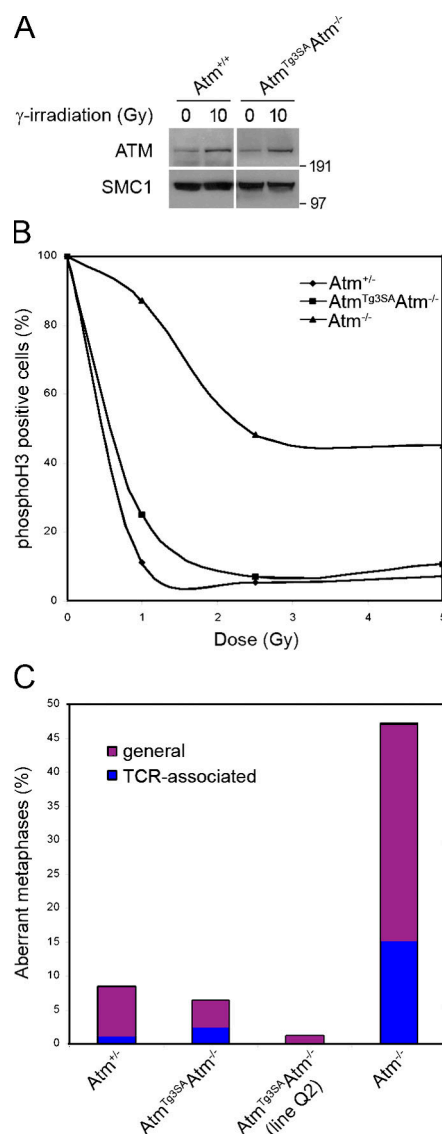 A
Atm+/+ AtmTg3SAAtm-/-
γ-irradiation (Gy) 0 10 0 10
ATM
191
SMC1
97
B
phosphoH3 positive cells (%)
100
80
60
40
20
0
0 1 2 3 4 5
Dose (Gy)
Atm+/-
AtmTg3SAAtm-/-
Atm-/-
C
Aberrant metaphases (%)
50
45
40
35
30
25
20
15
10
5
0
general
TCR-associated
Atm+/-
AtmTg3SAAtm-/-
AtmTg3SAAtm-/-
(line Q2)
Atm-/-